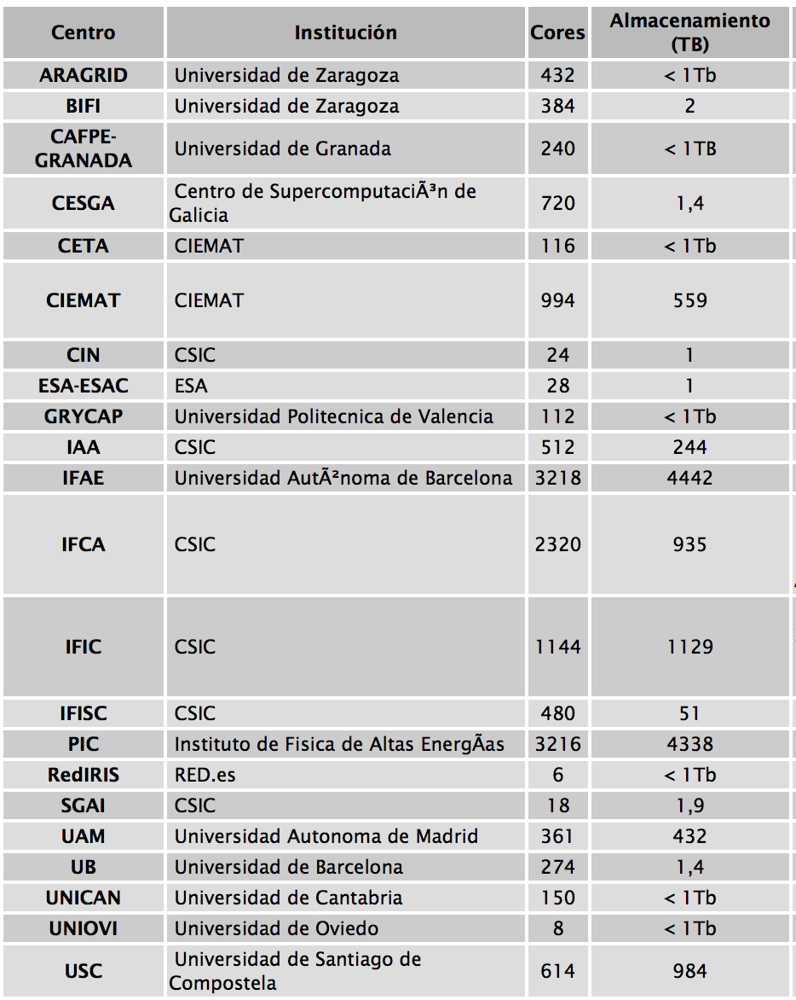 Centro Institución Cores Almacenamiento
(TB)
ARAGRID Universidad de Zaragoza 432 < 1Tb
BIFI Universidad de Zaragoza 384 2
CAFPE-
GRANADA Universidad de Granada 240 < 1TB
CESGA Centro de SupercomputaciÃ³n de
Galicia 720 1,4
CETA CIEMAT 116 < 1Tb
CIEMAT CIEMAT 994 559
CIN CSIC 24 1
ESA-ESAC ESA 28 1
GRYCAP Universidad Politecnica de Valencia 112 < 1Tb
IAA CSIC 512 244
IFAE Universidad AutÃ²noma de Barcelona 3218 4442
IFCA CSIC 2320 935
IFIC CSIC 1144 1129
IFISC CSIC 480 51
PIC Instituto de Fisica de Altas EnergÃas 3216 4338
RedIRIS RED.es 6 < 1Tb
SGAI CSIC 18 1,9
UAM Universidad Autonoma de Madrid 361 432
UB Universidad de Barcelona 274 1,4
UNICAN Universidad de Cantabria 150 < 1Tb
UNIOVI Universidad de Oviedo 8 < 1Tb
USC Universidad de Santiago de
Compostela 614 984